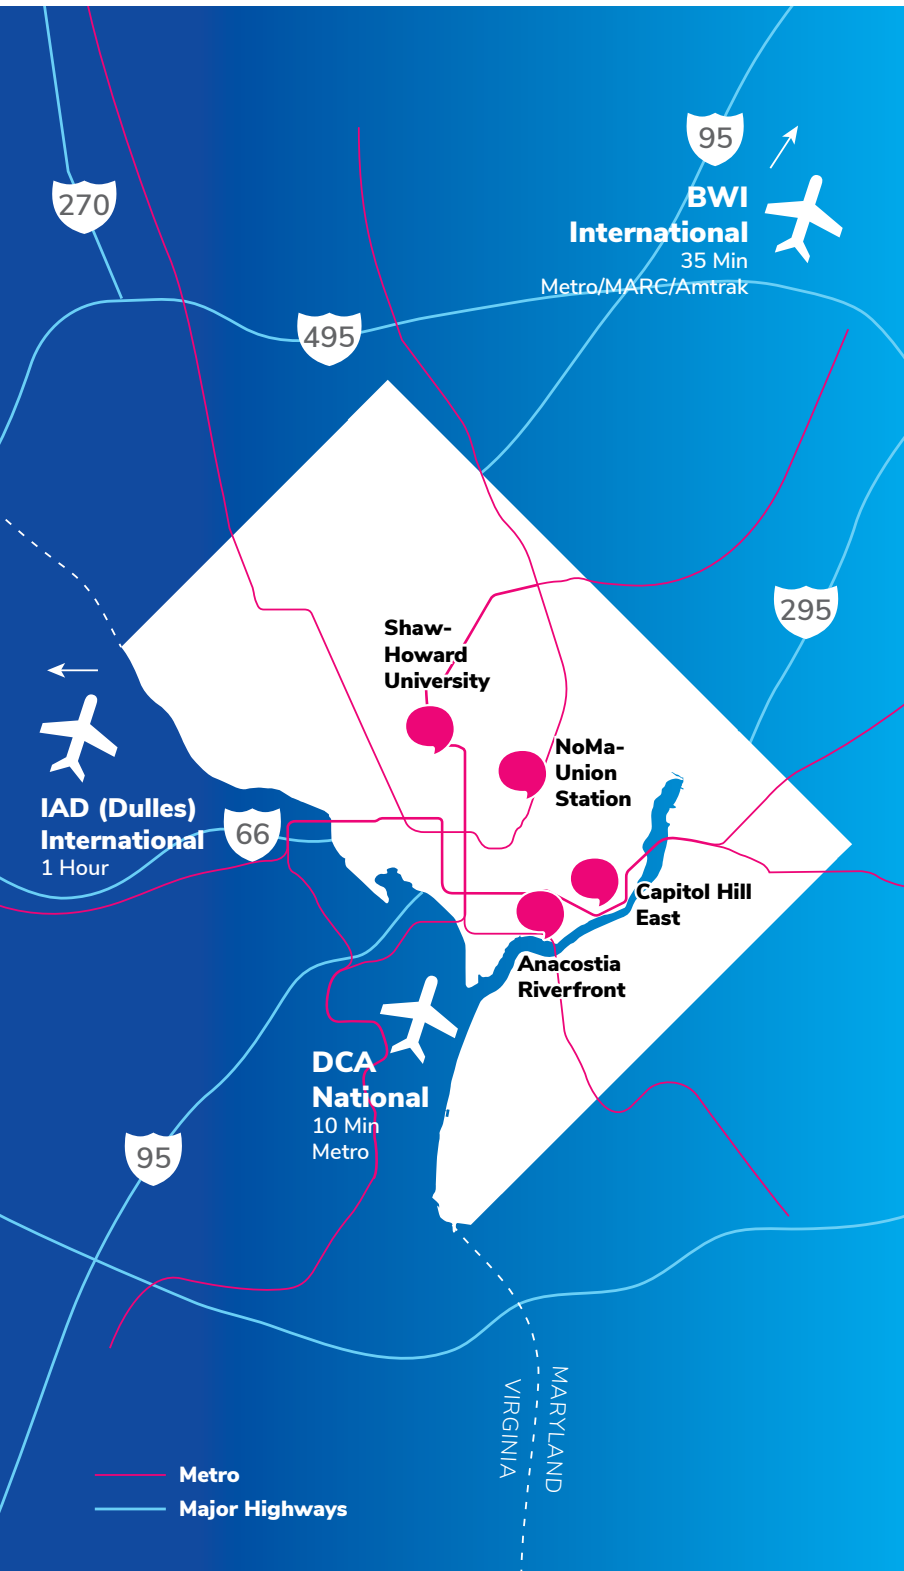 95
270
BWI
International
35 Min
Metro/MARC/Amtrak
495
295
Shaw-
Howard
University
NoMa-
Union
Station
IAD (Dulles)
International
1 Hour
66
Capitol Hill
East
Anacostia
Riverfront
DCA
National
10 Min
Metro
95
MARYLAND
VIRGINIA
Metro
Major Highways